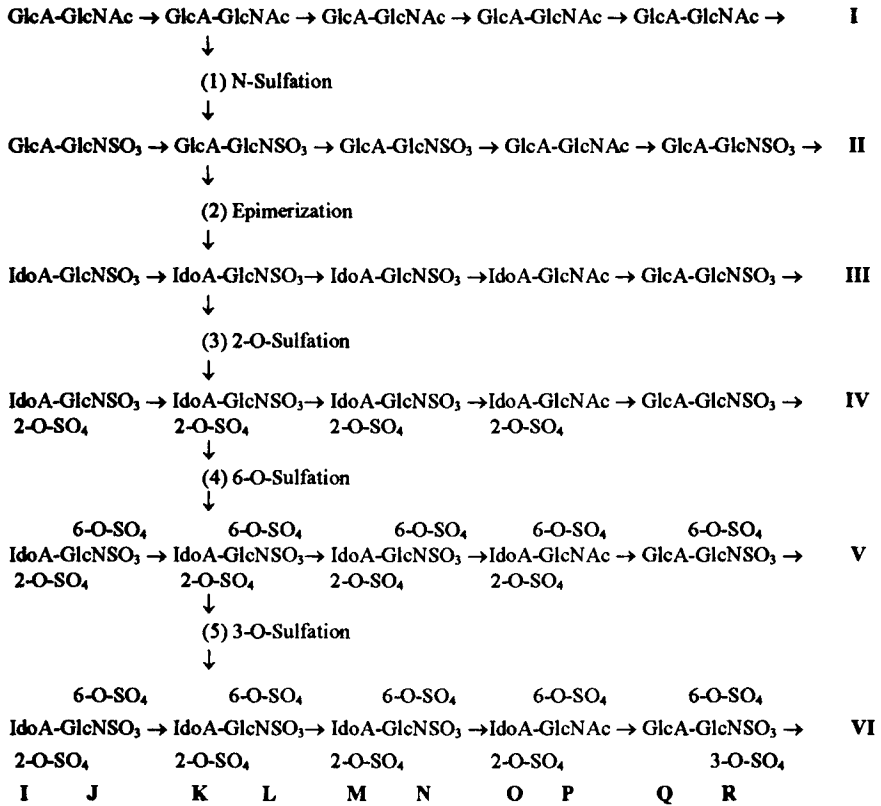 GlcA-GlcNAc → GlcA-GlcNAc → GlcA-GlcNAc → GlcA-GlcNAc → GlcA-GlcNAc → I
↓
(1) N-Sulfation
↓
GlcA-GlcNSO₃ → GlcA-GlcNSO₃ → GlcA-GlcNSO₃ → GlcA-GlcNAc → GlcA-GlcNSO₃ → II
↓
(2) Epimerization
↓
IdoA-GlcNSO₃ → IdoA-GlcNSO₃→ IdoA-GlcNSO₃ →IdoA-GlcNAc → GlcA-GlcNSO₃ → III
↓
(3) 2-O-Sulfation
↓
IdoA-GlcNSO₃ → IdoA-GlcNSO₃→ IdoA-GlcNSO₃ →IdoA-GlcNAc → GlcA-GlcNSO₃ → IV
2-O-SO₄ 2-O-SO₄ 2-O-SO₄ 2-O-SO₄
↓
(4) 6-O-Sulfation
↓
6-O-SO₄ 6-O-SO₄ 6-O-SO₄ 6-O-SO₄ 6-O-SO₄
IdoA-GlcNSO₃ → IdoA-GlcNSO₃→ IdoA-GlcNSO₃ →IdoA-GlcNAc → GlcA-GlcNSO₃ → V
2-O-SO₄ 2-O-SO₄ 2-O-SO₄ 2-O-SO₄
↓
(5) 3-O-Sulfation
↓
6-O-SO₄ 6-O-SO₄ 6-O-SO₄ 6-O-SO₄ 6-O-SO₄
IdoA-GlcNSO₃ → IdoA-GlcNSO₃→ IdoA-GlcNSO₃ →IdoA-GlcNAc → GlcA-GlcNSO₃ → VI
2-O-SO₄ 2-O-SO₄ 2-O-SO₄ 2-O-SO₄ 3-O-SO₄
I J K L M N O P Q R